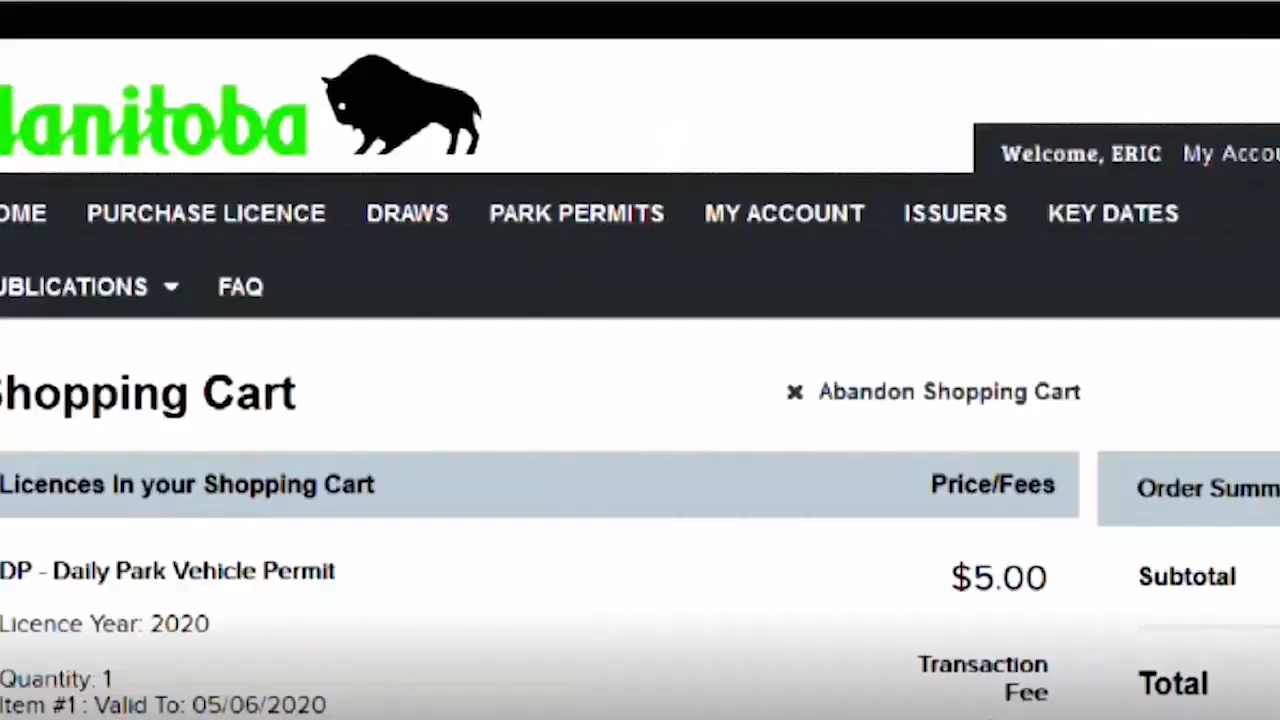 Manitoba
Welcome, ERIC My Accou
OME PURCHASE LICENCE DRAWS PARK PERMITS MY ACCOUNT ISSUERS KEY DATES
UBLICATIONS FAQ
Shopping Cart
✖ Abandon Shopping Cart
Licences In your Shopping Cart Price/Fees
Order Summ
DP - Daily Park Vehicle Permit $5.00
Subtotal
Licence Year: 2020
Transaction
Fee
Quantity: 1
Total
Item #1 : Valid To: 05/06/2020